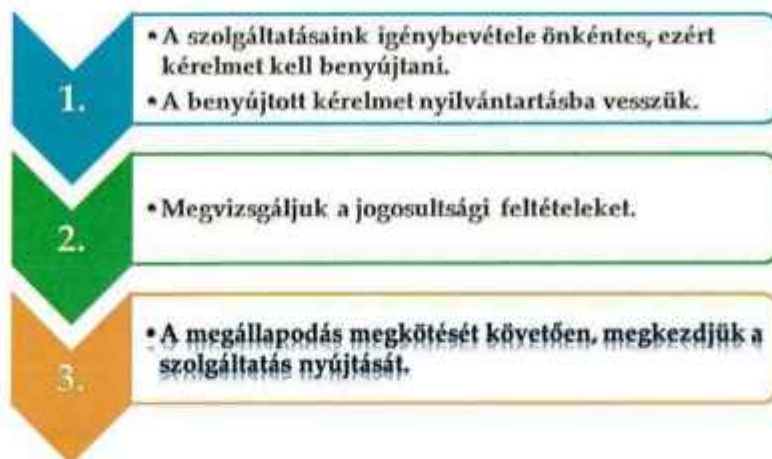 1.
• A szolgáltatásaink igénybevétele önkéntes, ezért
kérelmet kell benyújtani.
• A benyújtott kérelmet nyilvántartásba vesszük.
2.
• Megvizsgáljuk a jogosultsági feltételeket.
3.
• A megállapodás megkötését követően, megkezdjük a
szolgáltatás nyújtását.